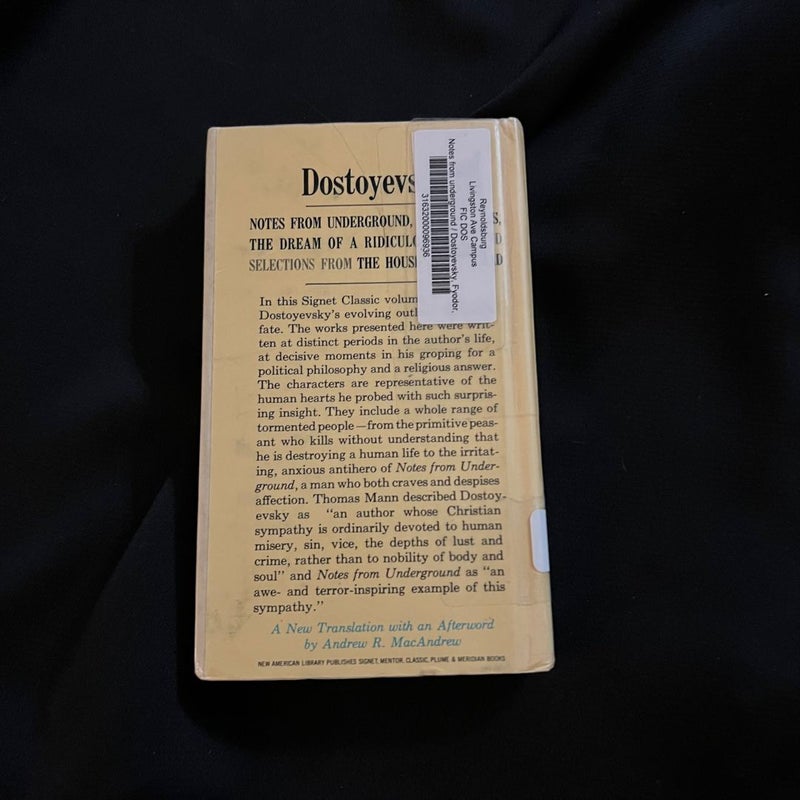 Dostoyevs
NOTES FROM UNDERGROUND, S,
THE DREAM OF A RIDICULO D
SELECTIONS FROM THE HOUS D
In this Signet Classic volum
Dostoyevsky's evolving outl
fate. The works presented here were writ-
ten at distinct periods in the author's life,
at decisive moments in his groping for a
political philosophy and a religious answer.
The characters are representative of the
human hearts he probed with such surpris-
ing insight. They include a whole range of
tormented people—from the primitive peas-
ant who kills without understanding that
he is destroying a human life to the irritat-
ing, anxious antihero of Notes from Under-
ground, a man who both craves and despises
affection. Thomas Mann described Dostoy-
evsky as "an author whose Christian
sympathy is ordinarily devoted to human
misery, sin, vice, the depths of lust and
crime, rather than to nobility of body and
soul" and Notes from Underground as "an
awe- and terror-inspiring example of this
sympathy."
A New Translation with an Afterword
by Andrew R. MacAndrew
NEW AMERICAN LIBRARY PUBLISHES SIGNET, MENTOR, CLASSIC, PLUME & MERIDIAN BOOKS
Reynoldsburg
Livingston Ave Campus
FIC DOS
Notes from underground / Dostoyevsky, Fyodor,
31632000096936